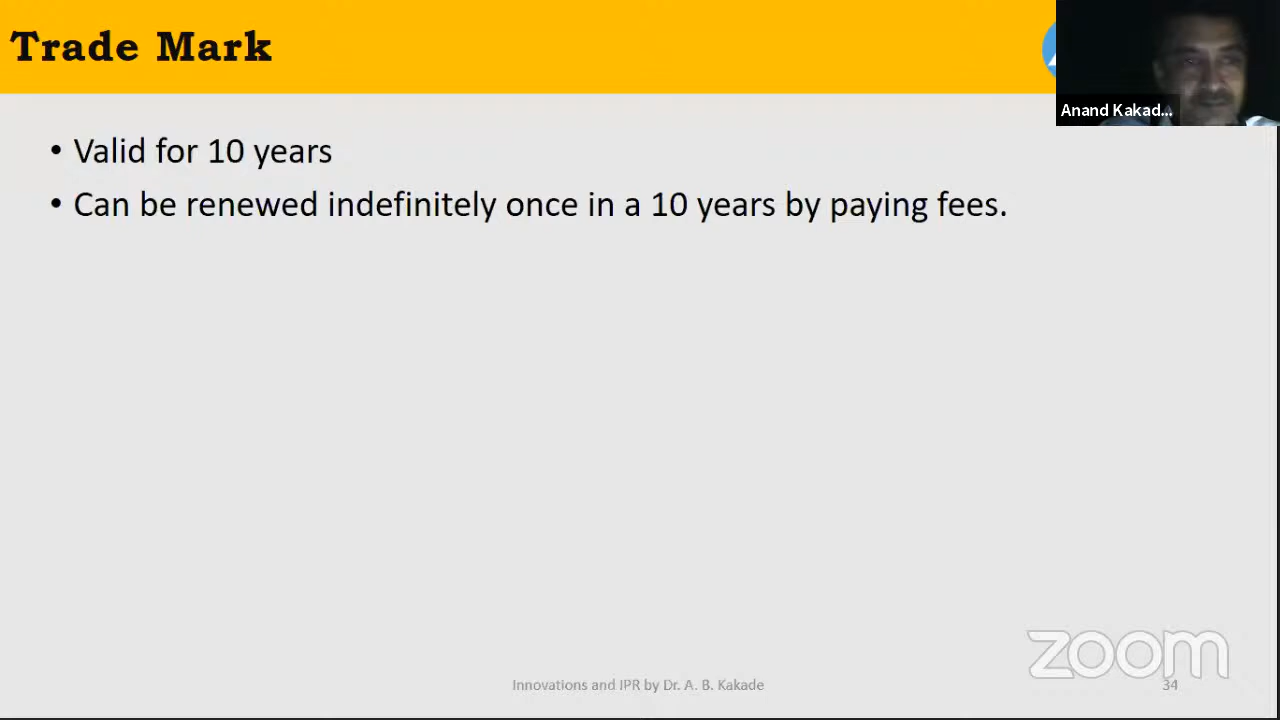 Trade Mark
Anand Kakad...
• Valid for 10 years
• Can be renewed indefinitely once in a 10 years by paying fees.
zoom
Innovations and IPR by Dr. A. B. Kakade
34